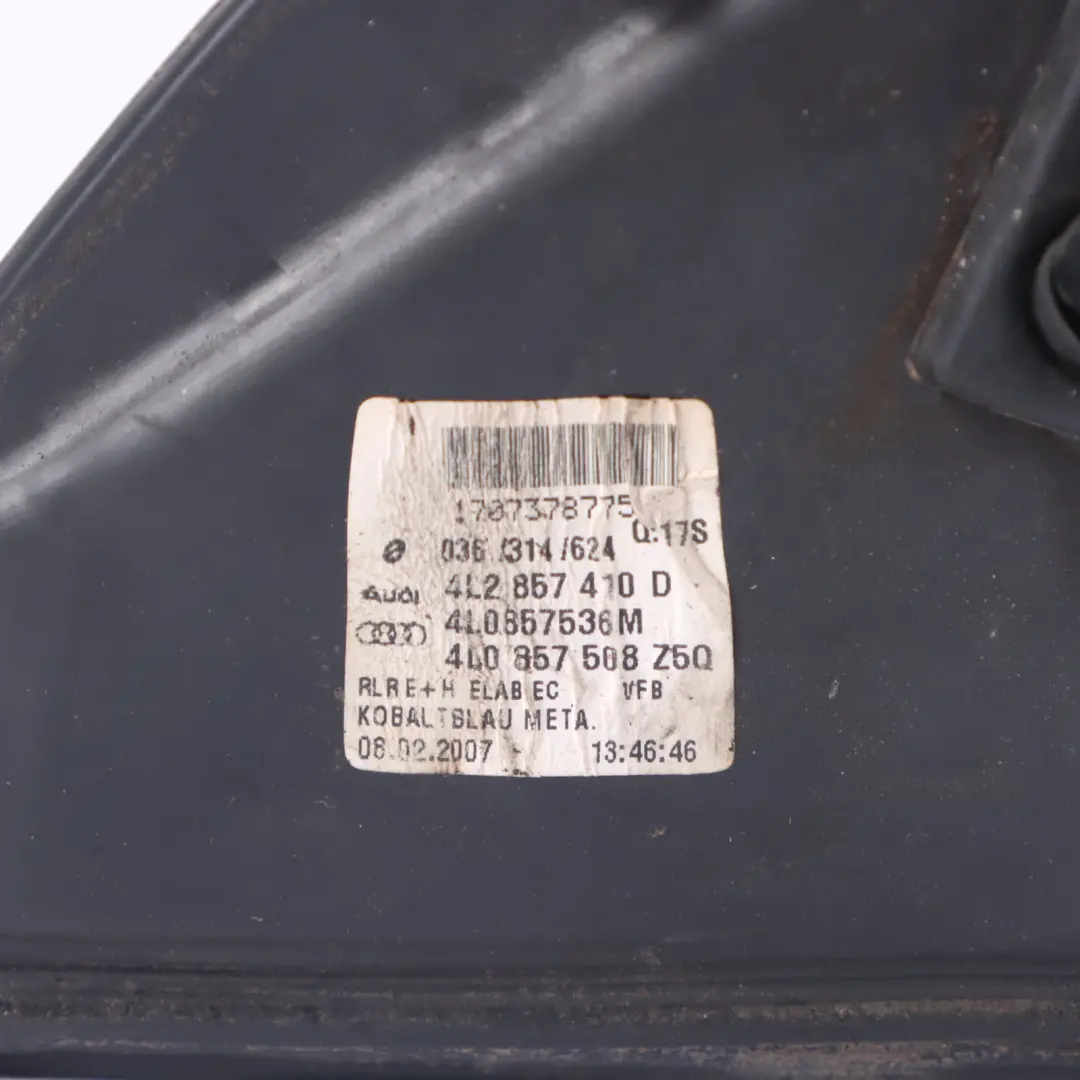 1707378775
Q:17S
036 /314 /624
AUDI 4L2 857 410 D
4L0857536M
4L0 857 508 Z5Q
RLR E+H ELAB EC VFB
KOBALTBLAU META.
08.02.2007 13:46:46